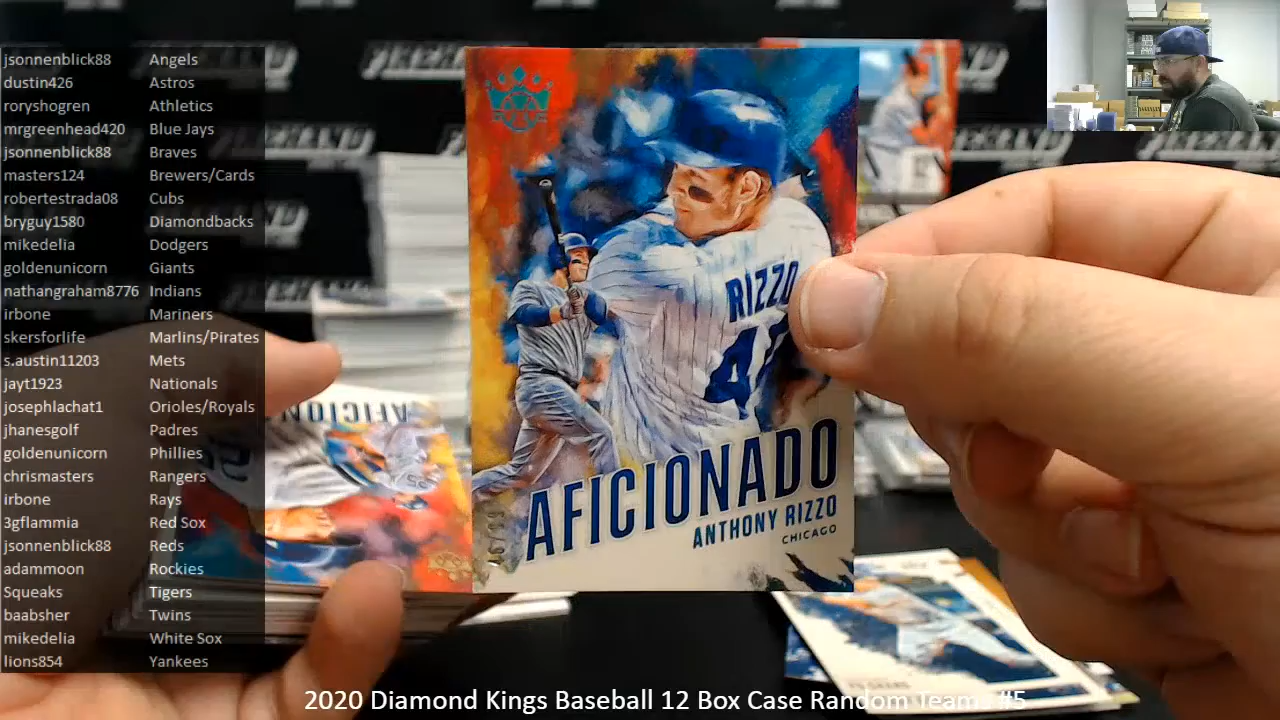 jsonnenblick88 Angels
dustin426 Astros
roryshogren Athletics
mrgreenhead420 Blue Jays
jsonnenblick88 Braves
masters124 Brewers/Cards
robertestrada08 Cubs
bryguy1580 Diamondbacks
mikedelia Dodgers
goldenunicorn Giants
nathangraham8776 Indians
irbone Mariners
skersforlife Marlins/Pirates
s.austin11203 Mets
jayt1923 Nationals
josephlachat1 Orioles/Royals
jhanesgolf Padres
goldenunicorn Phillies
chrismasters Rangers
irbone Rays
3gflammia Red Sox
jsonnenblick88 Reds
adammoon Rockies
Squeaks Tigers
baabsher Twins
mikedelia White Sox
lions854 Yankees
RIZZO
AFICIONADO
ANTHONY RIZZO
CHICAGO
2020 Diamond Kings Baseball 12 Box Case Random Teams #5